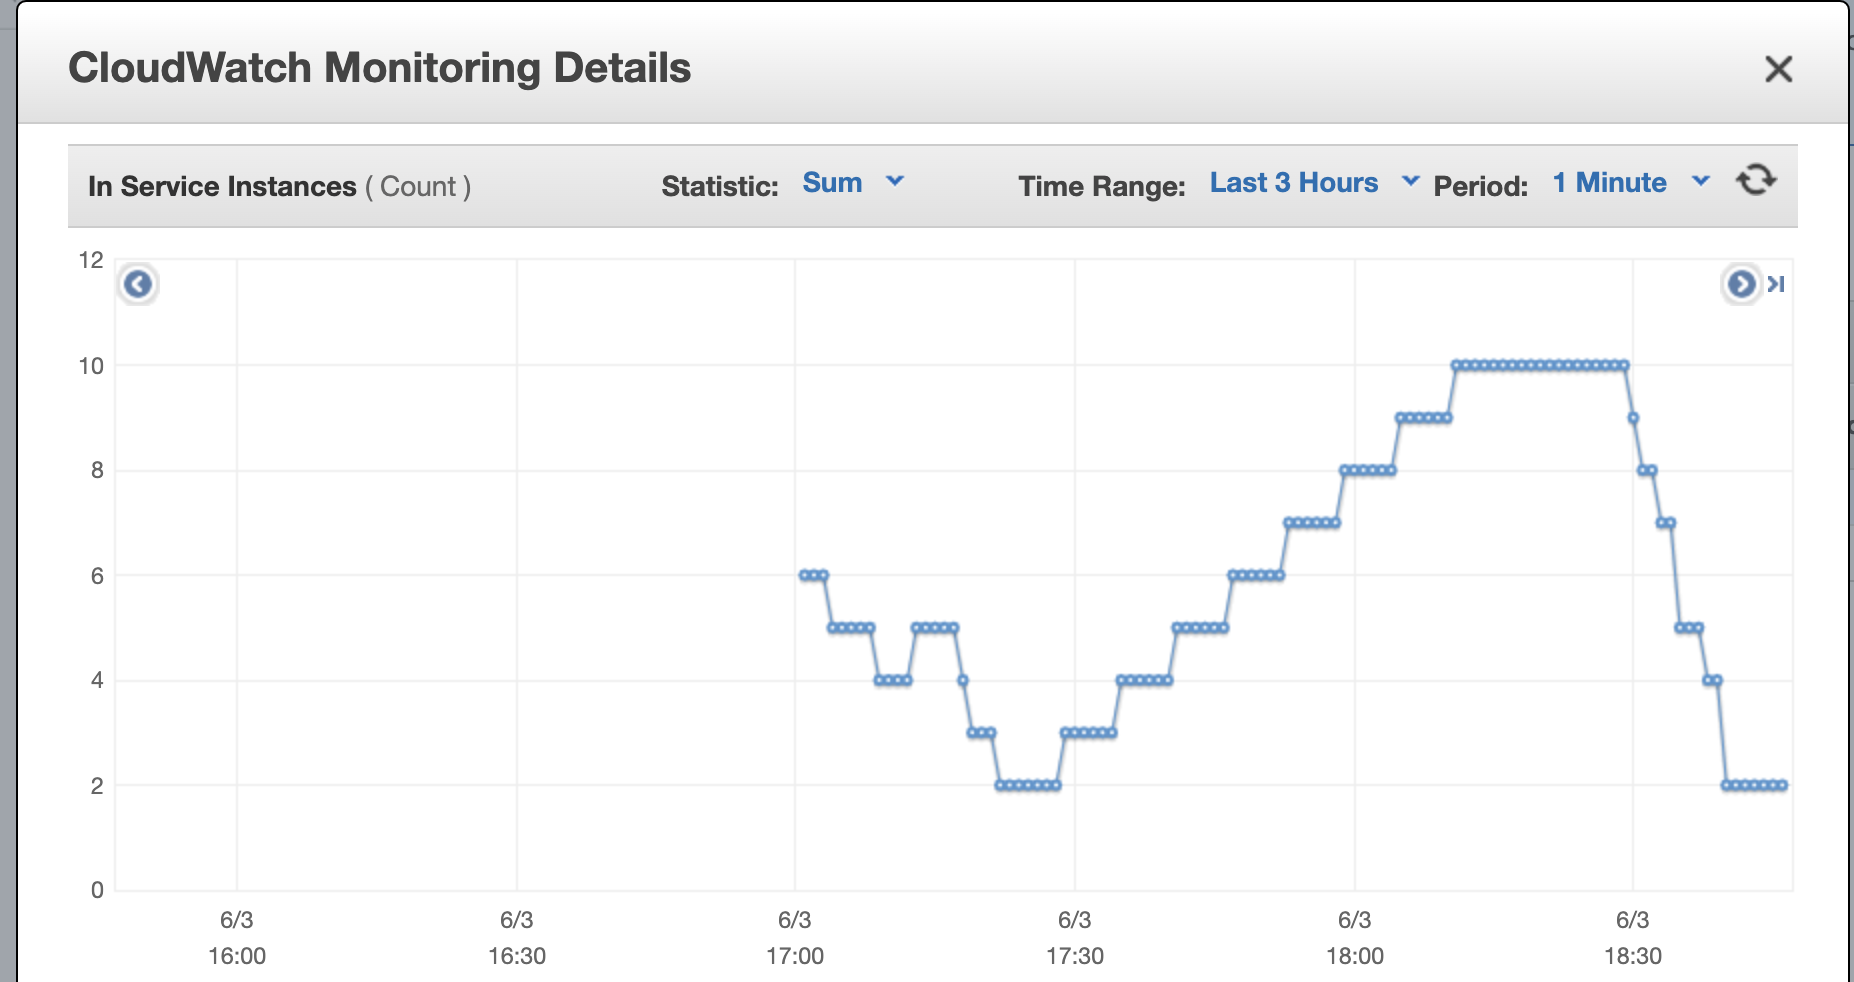 CloudWatch Monitoring Details
In Service Instances ( Count ) Statistic: Sum Time Range: Last 3 Hours Period: 1 Minute
12
10
8
6
4
2
0
6/3 6/3 6/3 6/3 6/3 6/3
16:00 16:30 17:00 17:30 18:00 18:30